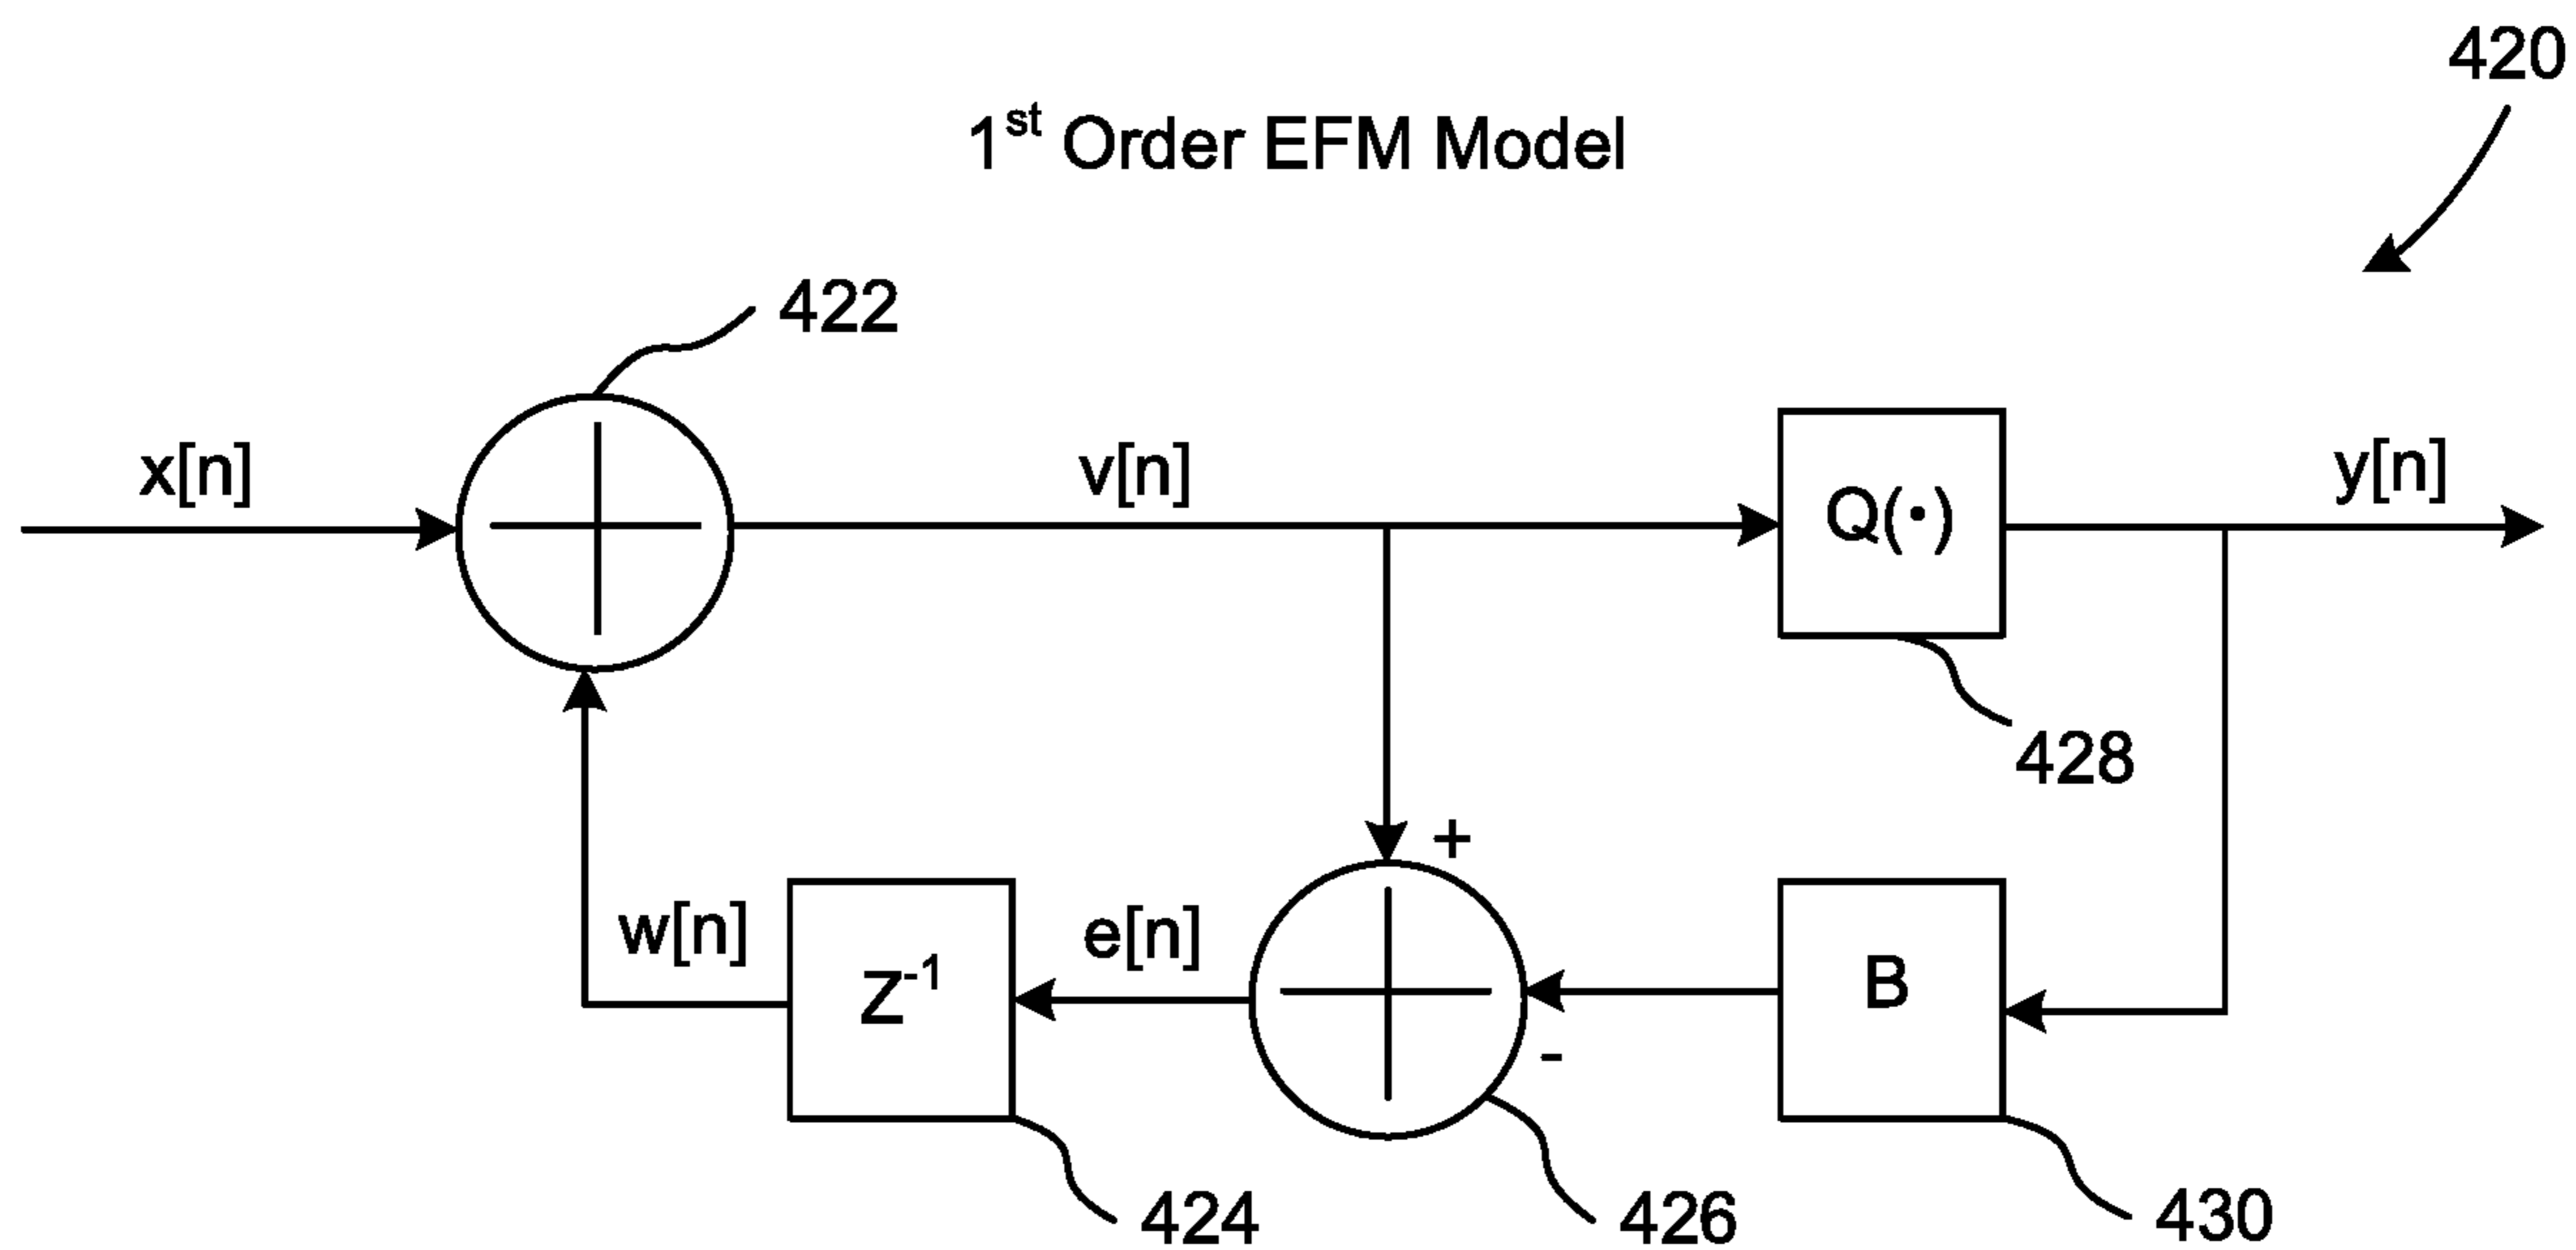 420
1st Order EFM Model
422
x[n]
v[n]
Q(·)
y[n]
428
+
w[n]
Z-1
e[n]
-
B
424
426
430